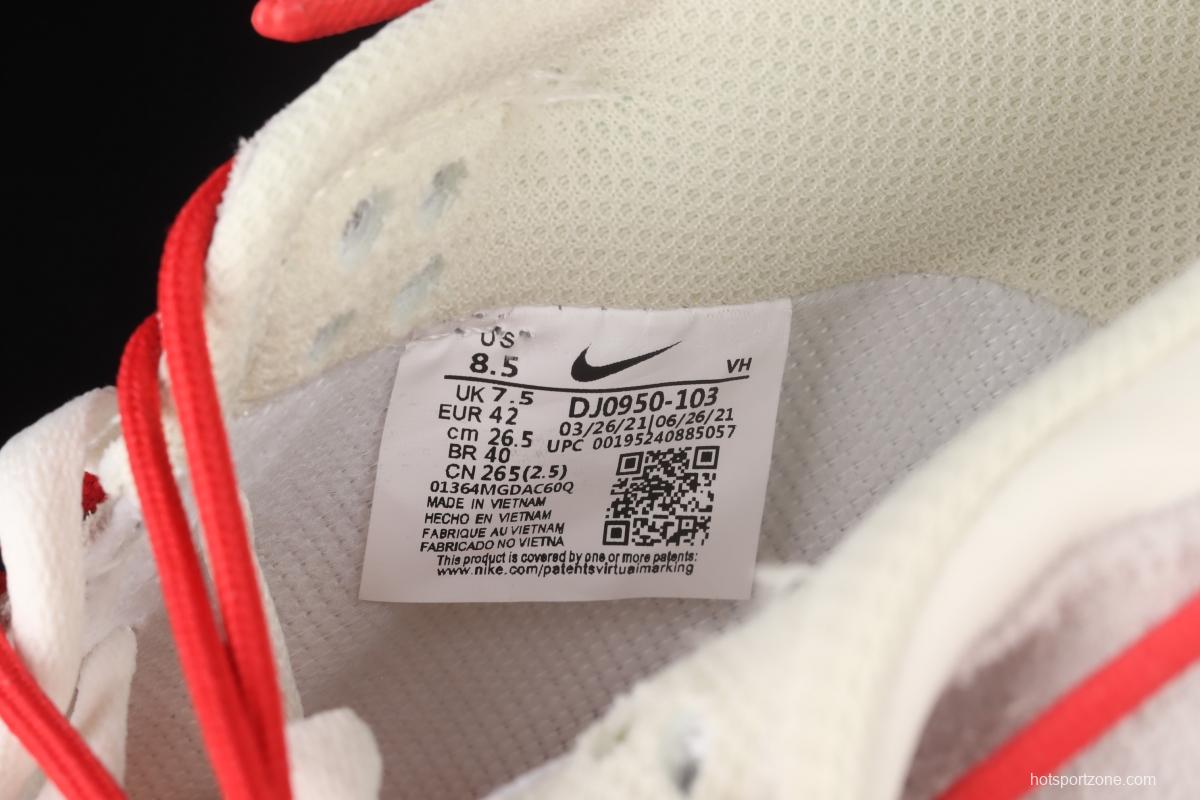 US
8.5
VH
UK 7.5
EUR 42
cm 26.5
BR 40
CN 265(2.5)
DJ0950-103
03/26/21|06/26/21
UPC 00195240885057
01364MGDAC60Q
MADE IN VIETNAM
HECHO EN VIETNAM
FABRIQUE AU VIETNAM
FABRICADO NO VIETNA
This product is covered by one or more patents:
www.nike.com/patentsvirtualmarking
hotsportzone.com